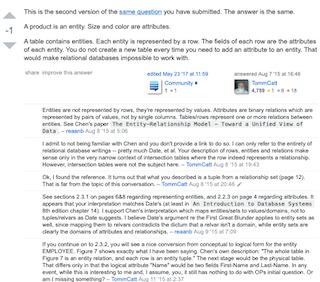 This is the second version of the same question you have submitted. The answer is the same.
-1
A product is an entity. Size and color are attributes.
A table contains entities. Each entity is represented by a row. The fields of each row are the attributes
of each entity. You do not create a new table every time you need to add an attribute to an entity. That
would make relational databases impossible to work with.
share improve this answer
edited May 23 '17 at 11:59
Community ♦
1 ●1
answered Aug 7 '15 at 16:46
TommCatt
Entities are not represented by rows, they're represented by values. Attributes are binary relations which are
represented by pairs of values, not by single columns. Tables/rows represent one or more relations between
entities. See Chen's paper The Entity-Relationship Model - Toward a Unified View of
Data. – reaanb Aug 8 '15 at 5:06
I admit to not being familiar with Chen and you don't provide a link to do so. I can only refer to the entirety of
relational database writings -- pretty much Date, et al. Your description of rows, entities and relations make
sense only in the very narrow context of intersection tables where the row indeed represents a relationship.
However, intersection tables were not the subject here. – TommCatt Aug 8 '15 at 19:43
Ok, I found the reference. It turns out that what you described is a tuple from a relationship set (page 12).
That is far from the topic of this conversation. – TommCatt Aug 8 '15 at 20:46
See sections 2.3.1 on pages 68A regarding representing entities, and 2.2.3 on page 4 regarding attributes. It
appears that your interpretation matches Date's (at least in An Introduction to Database Systems
8th edition chapter 14). I support Chen's interpretation which maps entities/sets to values/domains, not to
tuples/relvars as Date suggests. I believe Date's argument in the First Great Blunder applies to entity sets as
well, since mapping them to relvars contradicts the dictum that a relvar isn't a domain, while entity sets are
clearly the domains of attributes and relationships. – reaanb Aug 9 '15 at 7:09
If you continue on to 2.3.2, you will see a nice conversion from conceptual to logical form for the entity
EMPLOYEE. Figure 7 shows exactly what I have being saying. Chen's own description: "The whole table in
Figure 7 is an entity relation, and each row is an entity tuple." The next stage would be the physical table.
That differs only in that the logical attribute "Name" would be two fields First-Name and Last-Name. In any
event, while this is interesting to me and, I assume, you, it still has nothing to do with OPs initial question. Or
am I missing something? – TommCatt Aug 11 '15 at 2:37